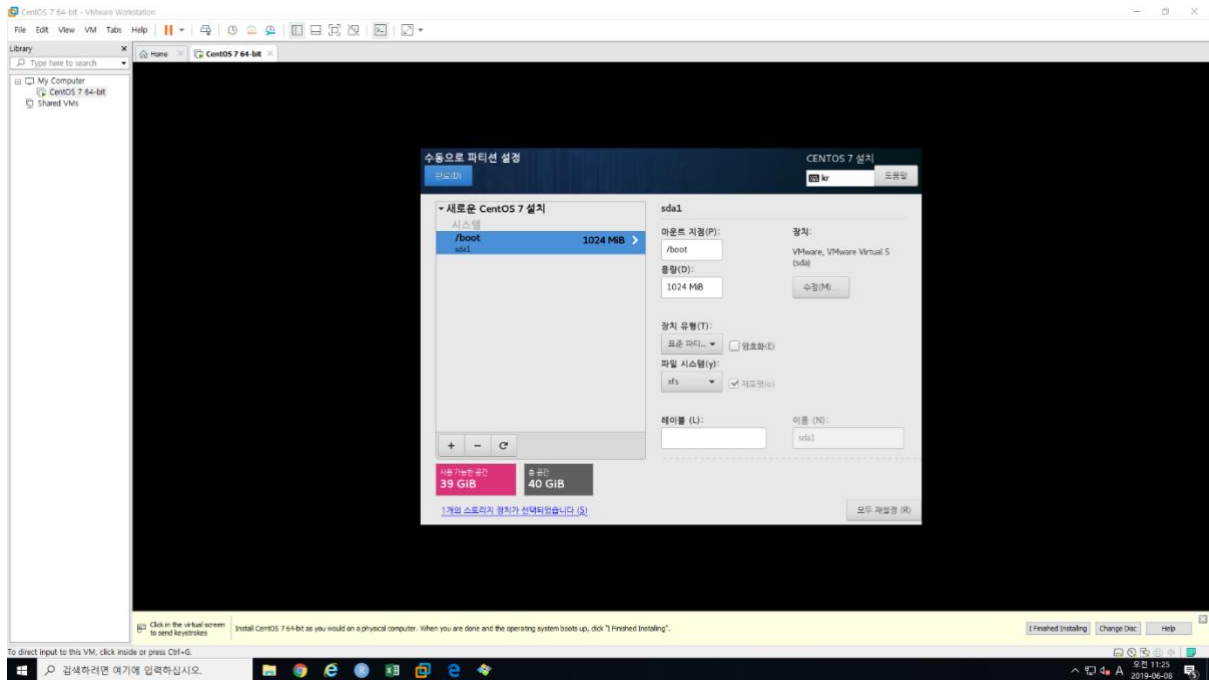 CentOS 7 64-bit - VMware Workstation
File Edit View VM Tabs Help
Library
Home
CentOS 7 64-bit
Type here to search
My Computer
CentOS 7 64-bit
Shared VMs
수동으로 파티션 설정
CENTOS 7 설치
완료(D)
kr
도움말
새로운 CentOS 7 설치
시스템
/boot
1024 MiB
sda1
sda1
마운트 지점(P):
장치:
/boot
VMware, VMware Virtual S
(sda)
용량(D):
1024 MiB
수정(M)...
장치 유형(T):
표준 파티...
암호화(E)
파일 시스템(y):
xfs
재포맷(o)
레이블 (L):
이름 (N):
sda1
+ -
사용 가능한 공간
39 GiB
총 공간
40 GiB
1개의 스토리지 장치가 선택되었습니다 (S)
모두 재설정 (R)
Click in the virtual screen
to send keystrokes
Install CentOS 7 64-bit as you would on a physical computer. When you are done and the operating system boots up, click "I Finished Installing".
I Finished Installing
Change Disc
Help
To direct input to this VM, click inside or press Ctrl+G.
검색하려면 여기에 입력하십시오.
A
오전 11:25
2019-06-08